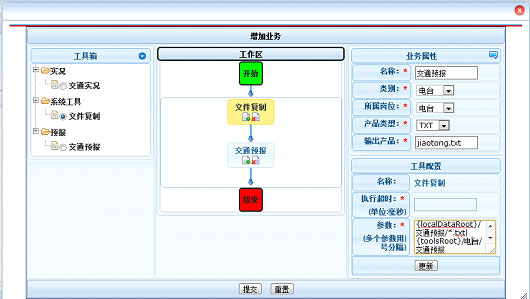 增加业务
工具箱
实况
交通实况
系统工具
文件复制
预报
交通预报
工作区
开始
文件复制
交通预报
结束
业务属性
名称：* 交通预报
类别：* 电台
所属岗位：* 电台
产品类型：* TXT
输出产品：* jiaotong.txt
工具配置
名称： 文件复制
执行超时：*
(单位:毫秒)
参数：*
(多个参数用|
号分隔)
{localDataRoot}/
交通预报/*.txt|
{toolsRoot}/电台/
交通预报
更新
提交 重置